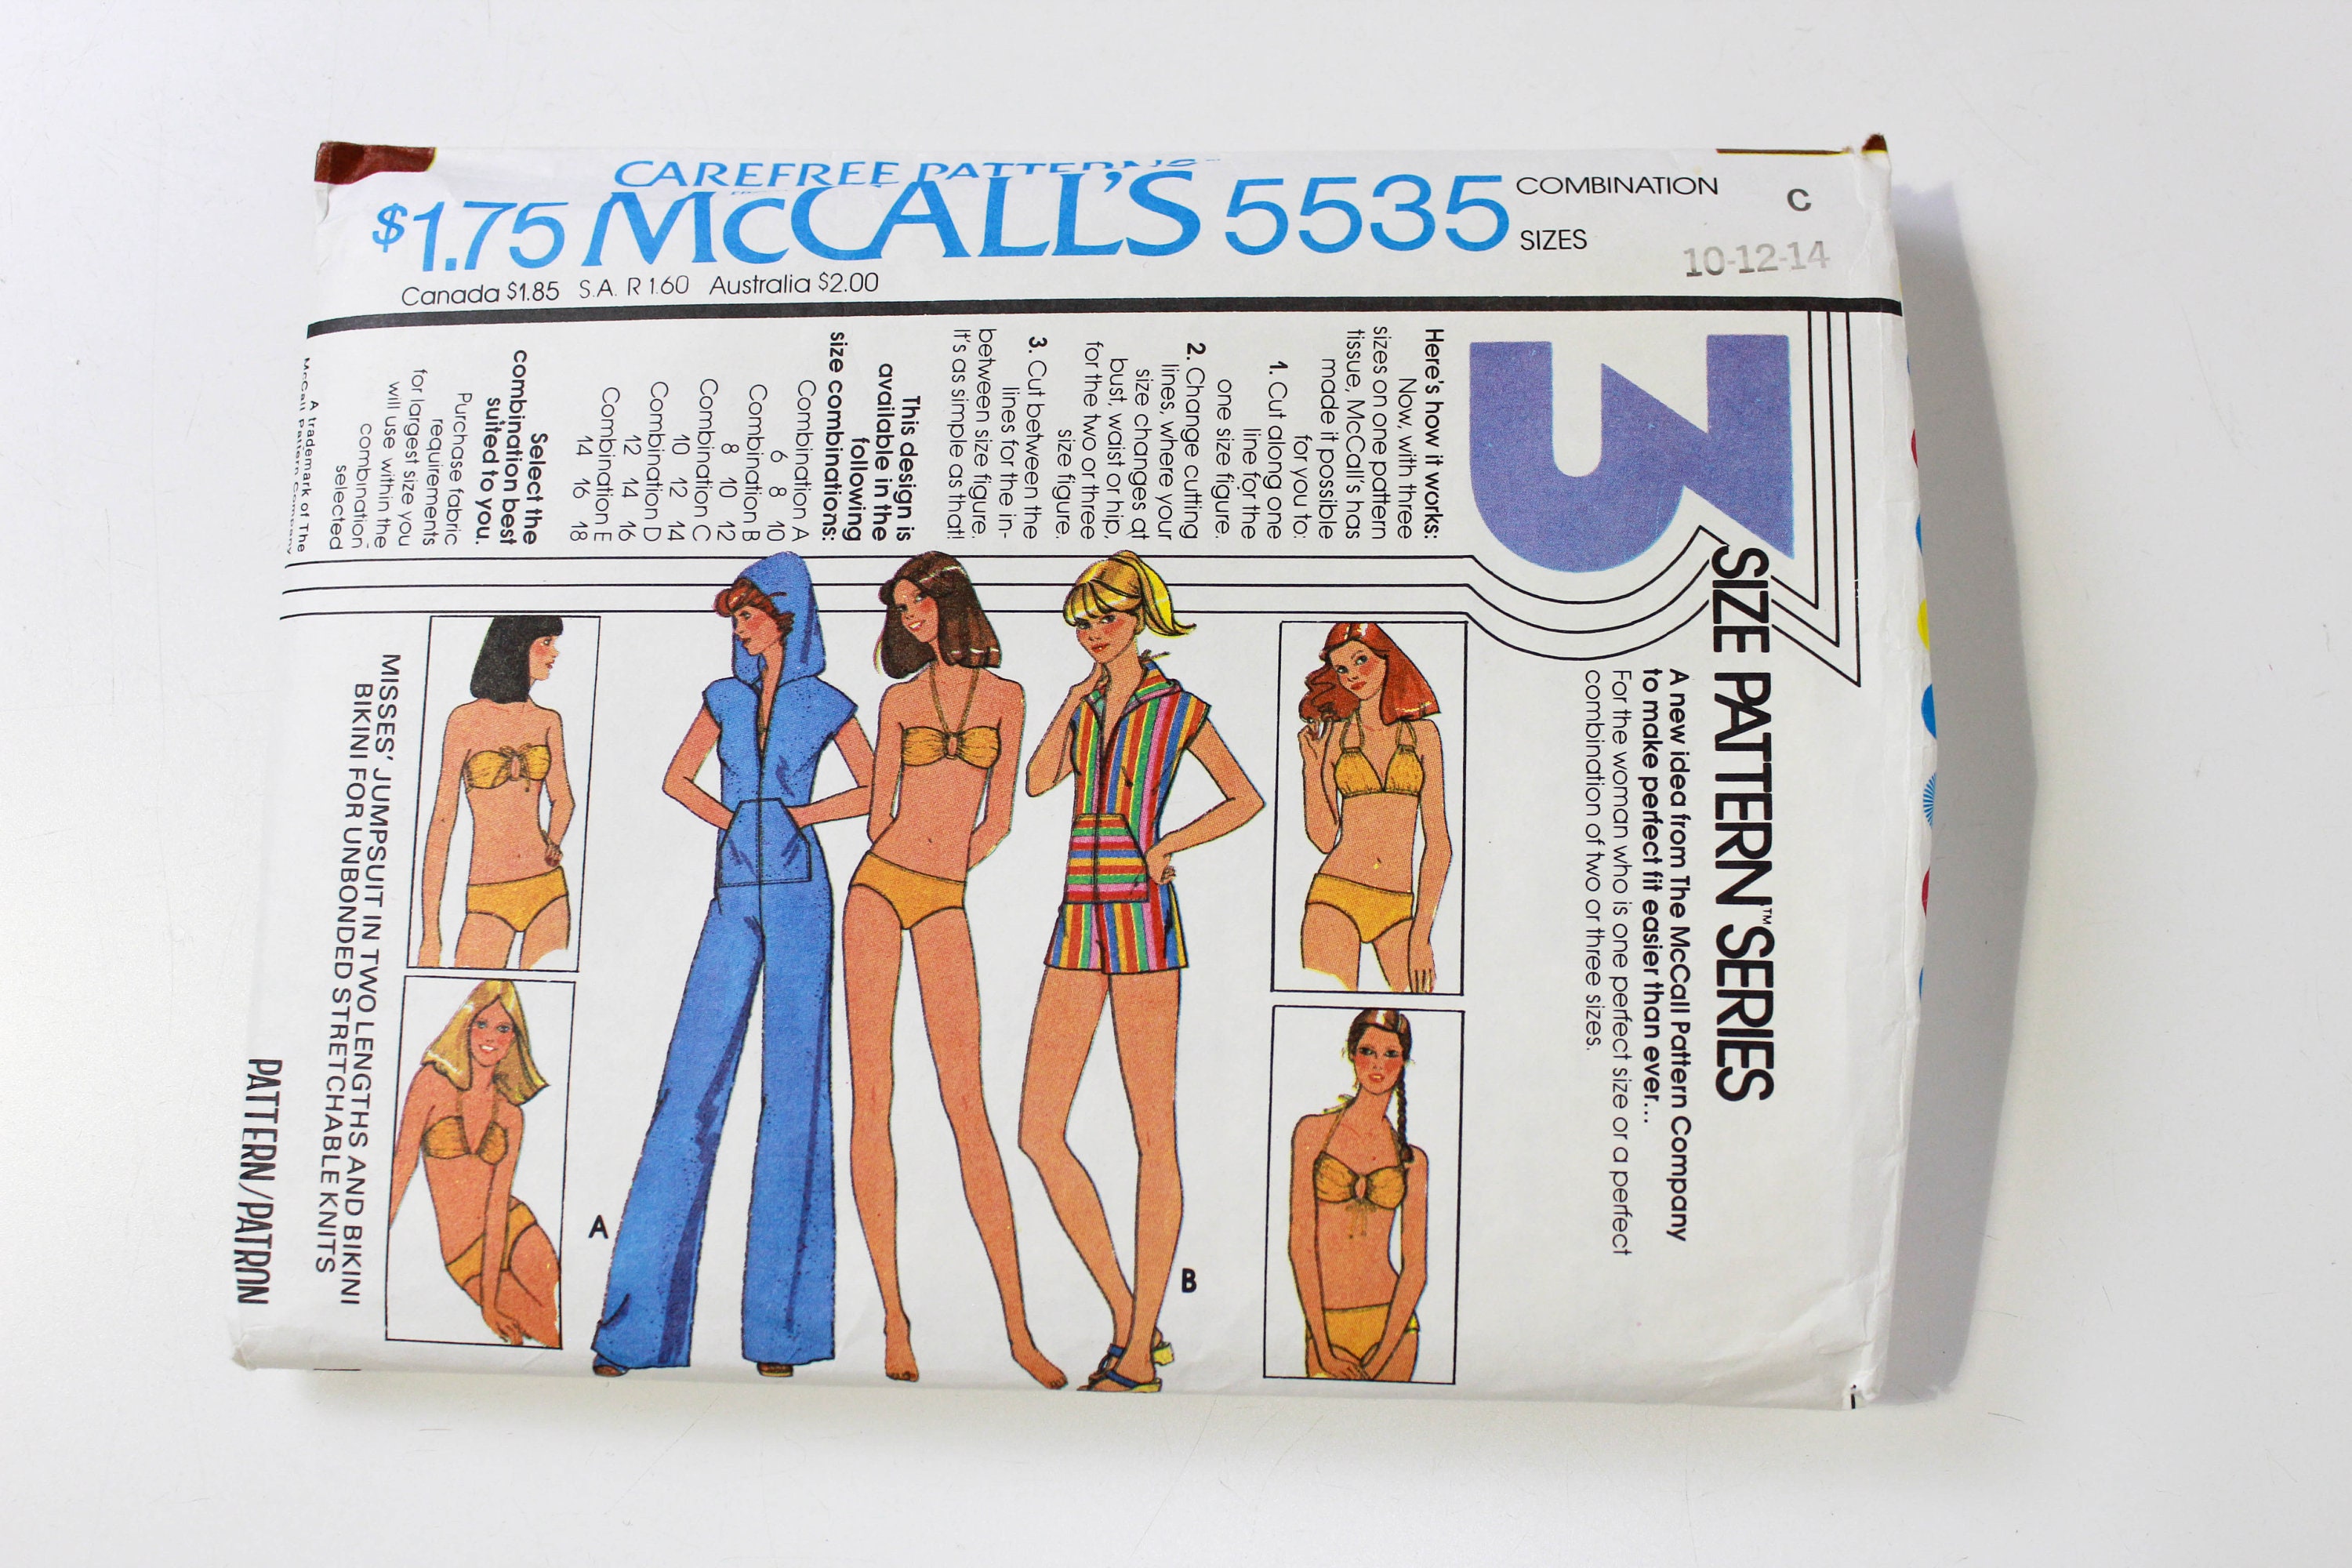 CAREFREE PATTERNS
$1.75 McCALL'S 5535
COMBINATION C
SIZES 10-12-14
Canada $1.85 S.A. R 1.60 Australia $2.00
3
SIZE PATTERN™ SERIES
A new idea from The McCall Pattern Company
to make perfect fit easier than ever...
For the woman who is one perfect size or a perfect
combination of two or three sizes.
Here's how it works:
Now, with three
sizes on one pattern
tissue, McCall's has
made it possible
for you to:
1. Cut along one
line for the
one size figure.
2. Change cutting
lines, where your
size changes at
bust, waist or hip,
for the two or three
size figure.
3. Cut between the
lines for the in-
between size figure.
It's as simple as that!
This design is
available in the
following
size combinations:
Combination A
6 8 10
Combination B
8 10 12
Combination C
10 12 14
Combination D
12 14 16
Combination E
14 16 18
Select the
combination best
suited to you.
Purchase fabric
requirements
for largest size you
will use within the
combination
selected
A trademark of The
McCall Pattern Company
A
B
MISSES' JUMPSUIT IN TWO LENGTHS AND BIKINI
BIKINI FOR UNBONDED STRETCHABLE KNITS
PATTERN/PATRON